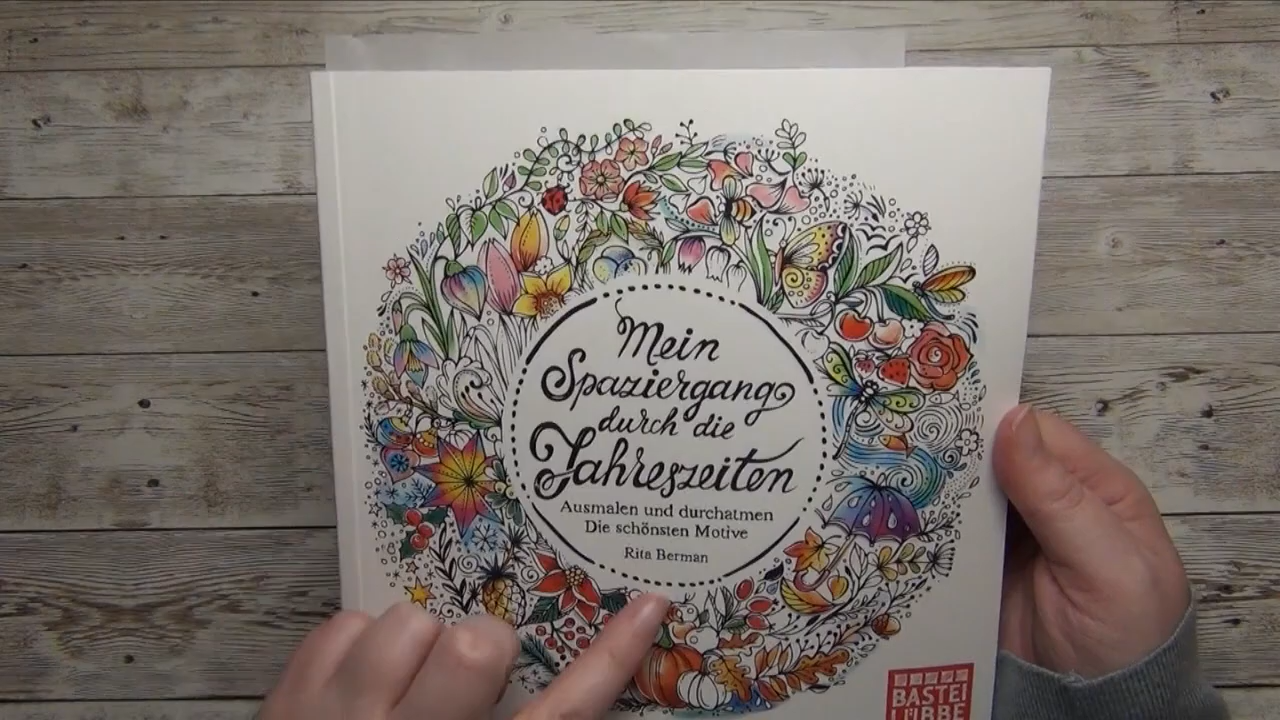 Mein
Spaziergang
durch die
Jahreszeiten
Ausmalen und durchatmen
Die schönsten Motive
Rita Berman
BASTEI
LÜBBE